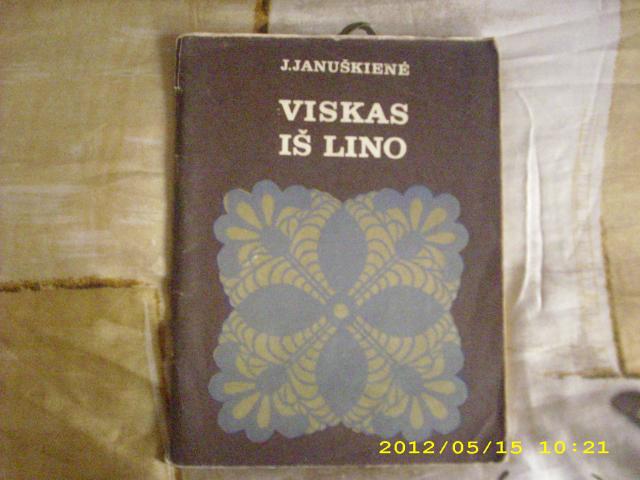 J.JANUŠKIENĖ
VISKAS
IŠ LINO
2012/05/15 10:21